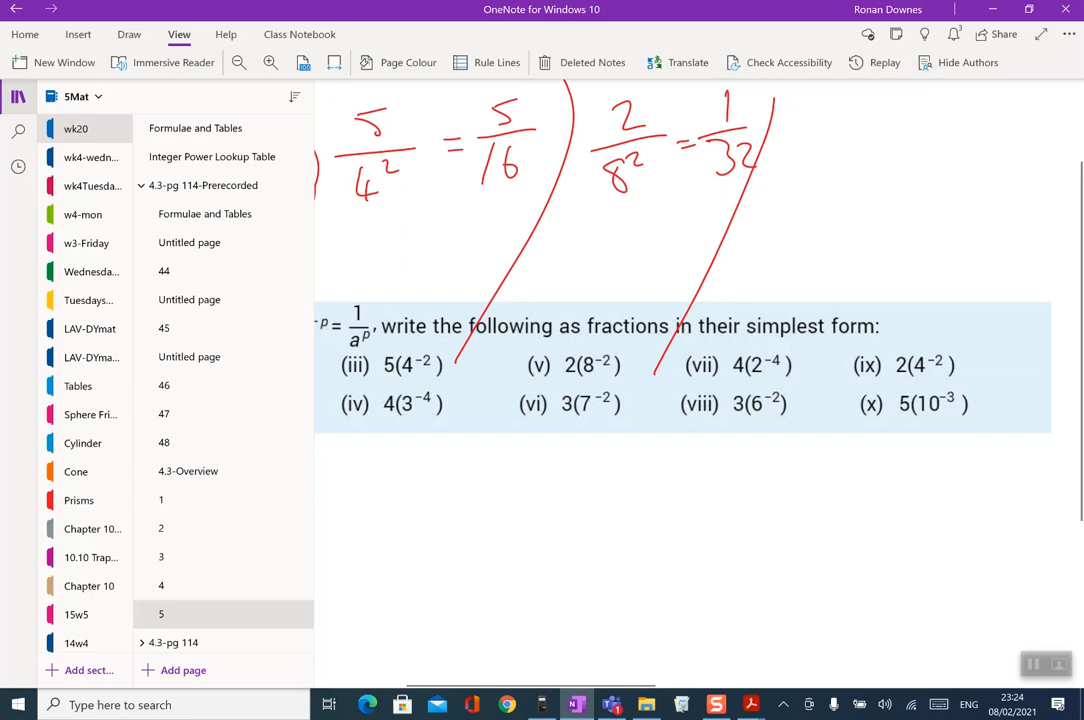 OneNote for Windows 10
Ronan Downes
Home Insert Draw View Help Class Notebook
Share
New Window Immersive Reader Page Colour Rule Lines Deleted Notes Translate Check Accessibility Replay Hide Authors
5Mat
wk20
wk4-wedn...
wk4Tuesda...
w4-mon
w3-Friday
Wednesda...
Tuesdays...
LAV-DYmat
LAV-DYma...
Tables
Sphere Fri...
Cylinder
Cone
Prisms
Chapter 10...
10.10 Trap...
Chapter 10
15w5
14w4
Add sect...
Formulae and Tables
Integer Power Lookup Table
4.3-pg 114-Prerecorded
Formulae and Tables
Untitled page
44
Untitled page
45
Untitled page
46
47
48
4.3-Overview
1
2
3
4
5
4.3-pg 114
Add page
) 5/4² = 5/16 ) 2/8² = 1/32 )
⁻ᵖ = 1/aᵖ, write the following as fractions in their simplest form:
(iii) 5(4⁻²) (v) 2(8⁻²) (vii) 4(2⁻⁴) (ix) 2(4⁻²)
(iv) 4(3⁻⁴) (vi) 3(7⁻²) (viii) 3(6⁻²) (x) 5(10⁻³)
Type here to search
ENG
23:24
08/02/2021